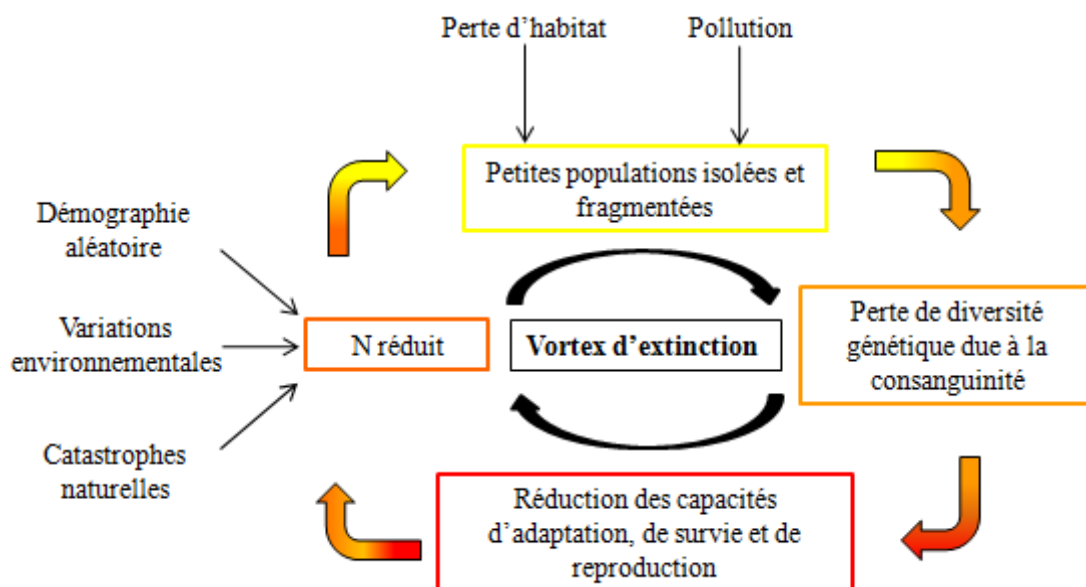 Perte d'habitat
Pollution
Petites populations isolées et
fragmentées
Démographie
aléatoire
Variations
environnementales
Catastrophes
naturelles
N réduit
Vortex d'extinction
Perte de diversité
génétique due à la
consanguinité
Réduction des capacités
d'adaptation, de survie et de
reproduction